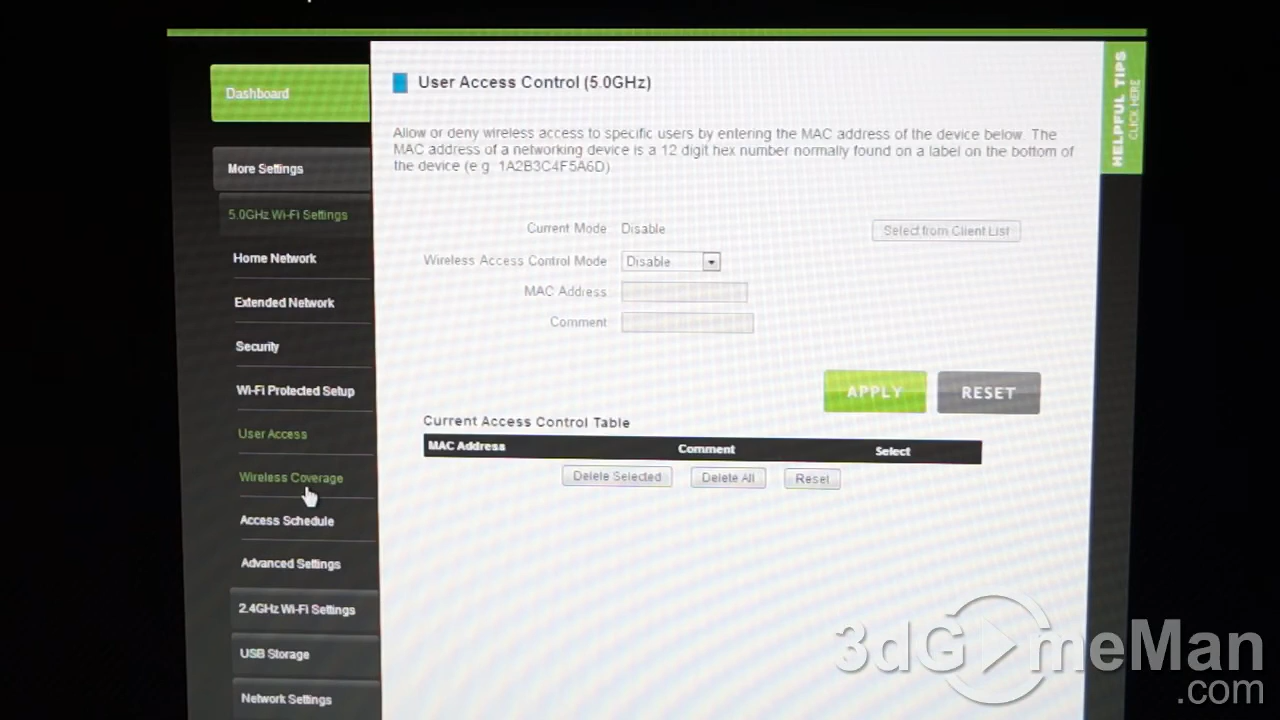 Dashboard
More Settings
5.0GHz Wi-Fi Settings
Home Network
Extended Network
Security
Wi-Fi Protected Setup
User Access
Wireless Coverage
Access Schedule
Advanced Settings
2.4GHz Wi-Fi Settings
USB Storage
Network Settings
User Access Control (5.0GHz)
Allow or deny wireless access to specific users by entering the MAC address of the device below. The
MAC address of a networking device is a 12 digit hex number normally found on a label on the bottom of
the device (e.g. 1A2B3C4F5A6D)
Current Mode Disable
Select from Client List
Wireless Access Control Mode Disable
MAC Address
Comment
APPLY RESET
Current Access Control Table
MAC Address Comment Select
Delete Selected Delete All Reset
HELPFUL TIPS
CLICK HERE
3dGameMan
.com